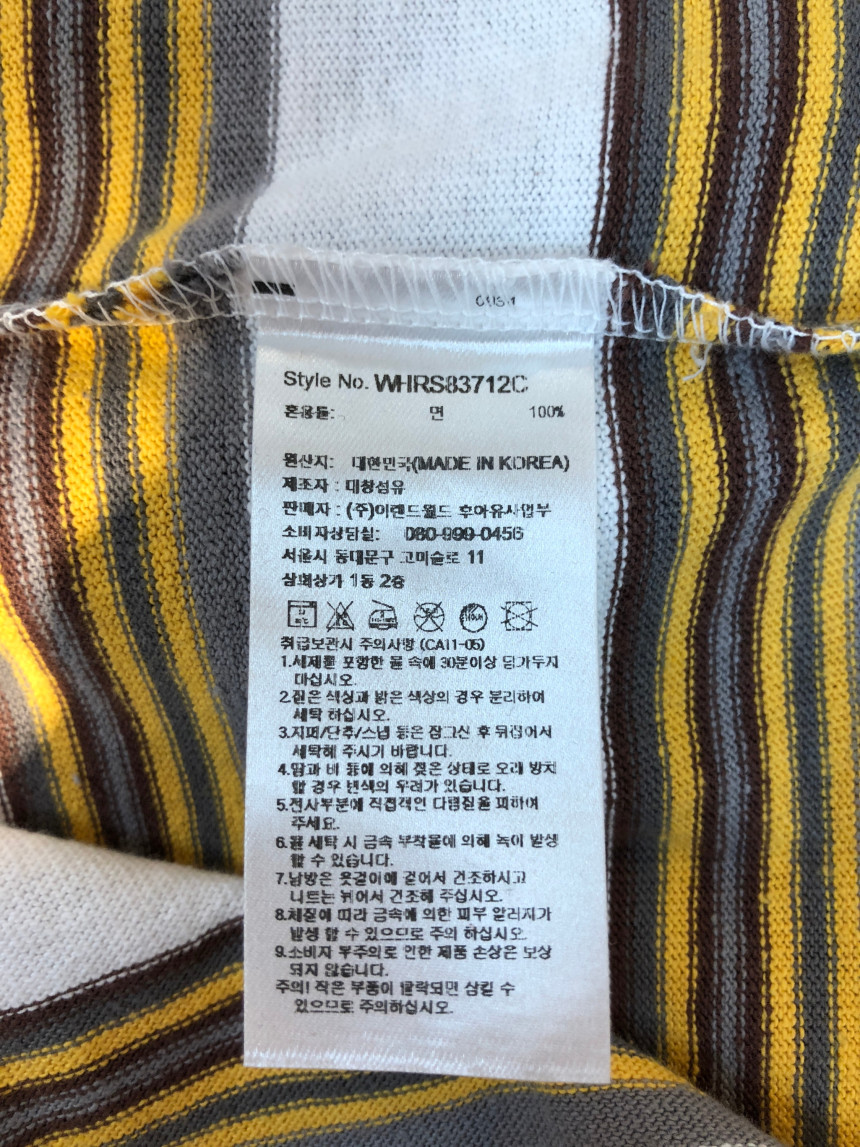 Style No. WHRS83712C
혼용률: 면 100%
원산지: 대한민국(MADE IN KOREA)
제조자 : 대창섬유
판매자 : (주)이랜드월드 후아유사업부
소비자상담실: 080-999-0456
서울시 동대문구 고미술로 11
삼희상가 1동 2층
취급보관시 주의사항 (CA11-05)
1.세제를 포함한 물 속에 30분이상 담가두지
마십시오.
2.짙은 색상과 밝은 색상의 경우 분리하여
세탁 하십시오.
3.지퍼/단추/스냅 등은 잠그신 후 뒤집어서
세탁해 주시기 바랍니다.
4.땀과 비 등에 의해 젖은 상태로 오래 방치
할 경우 변색의 우려가 있습니다.
5.전사부분에 직접적인 다림질을 피하여
주세요.
6.물 세탁 시 금속 부착물에 의해 녹이 발생
할 수 있습니다.
7.남방은 옷걸이에 걸어서 건조하시고
니트는 뉘어서 건조해 주십시오.
8.체질에 따라 금속에 의한 피부 알러지가
발생 할 수 있으므로 주의 하십시오.
9.소비자 부주의로 인한 제품 손상은 보상
되지 않습니다.
주의! 작은 부품이 탈락되면 삼킬 수
있으므로 주의하십시오.